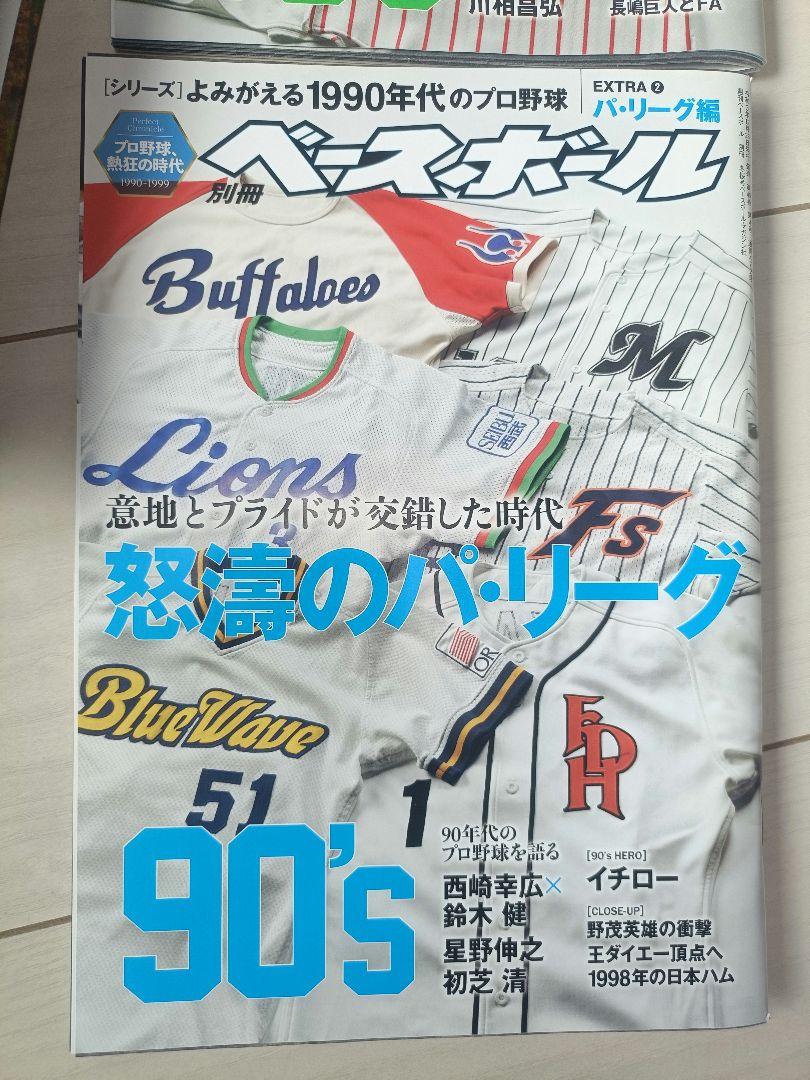 川相昌弘
長嶋巨人とFA
[シリーズ]よみがえる1990年代のプロ野球
EXTRA❷
パ・リーグ編
Perfect
Chronicle
プロ野球、
熱狂の時代
1990-1999
別冊
ベースボール
Buffaloes
M
Lions
SEIBU
西武
3
Fs
意地とプライドが交錯した時代
怒濤のパ・リーグ
OR
BlueWave
51
FDH
1
90's
90年代の
プロ野球を語る
西崎幸広×
鈴木 健
星野伸之
初芝 清
[90's HERO]
イチロー
[CLOSE-UP]
野茂英雄の衝撃
王ダイエー頂点へ
1998年の日本ハム